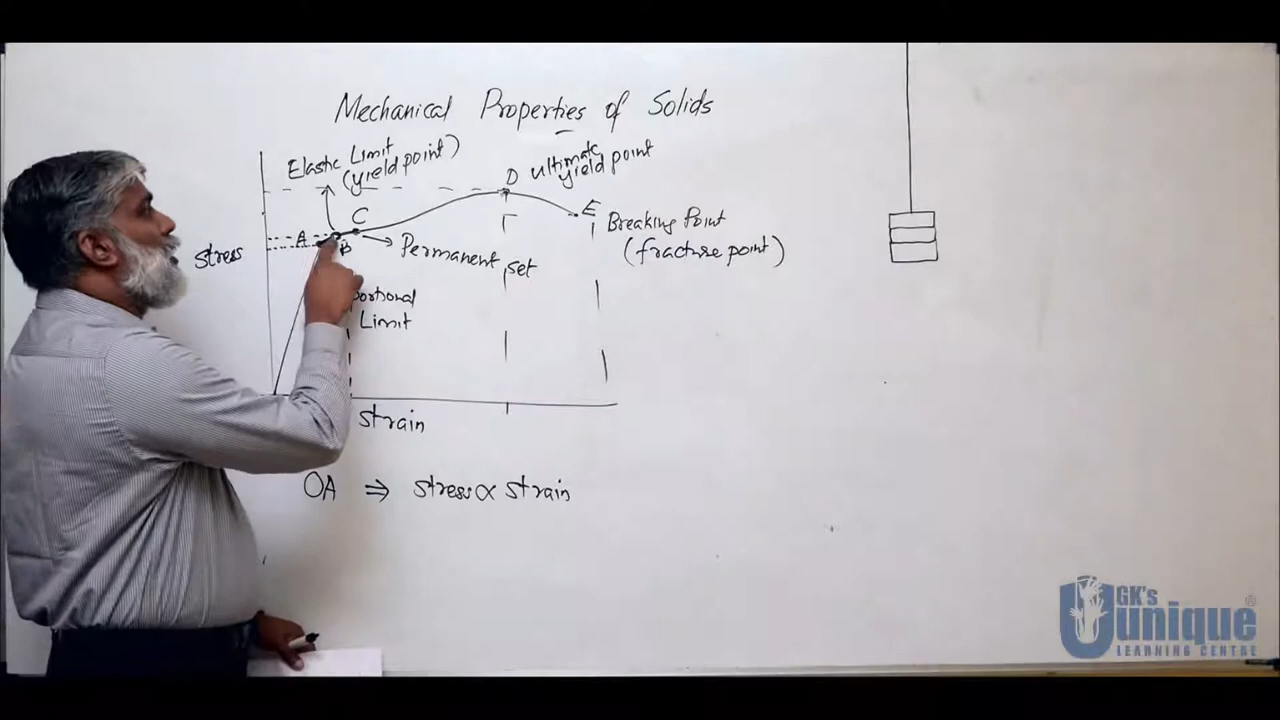 Mechanical Properties of Solids
Elastic Limit
(yield point)
D
ultimate
yield point
C
E
A
B
Breaking Point
(fracture point)
Permanent set
stress
portional
Limit
strain
OA ⇒ stress ∝ strain
GK's
unique
LEARNING CENTRE
®